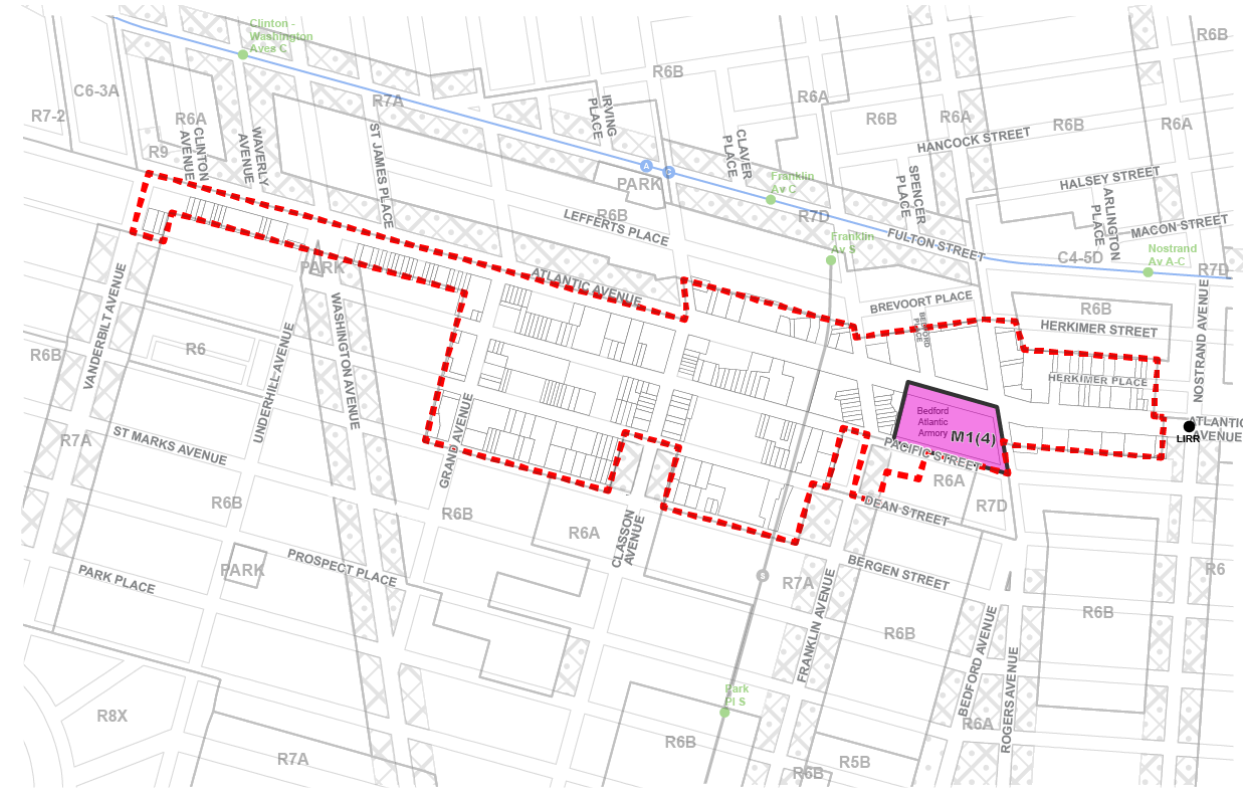 Clinton -
Washington
Aves C
R6B
C6-3A
R7-2
R6A
R9
CLINTON
AVENUE
WAVERLY
AVENUE
R7A
ST JAMES PLACE
IRVING
PLACE
R6B
R6A
CLAVER
PLACE
R6B
R6A
R6B
R6A
HANCOCK STREET
A
C
PARK
Franklin
Av C
R7D
SPENCER
PLACE
HALSEY STREET
ARLINGTON
PLACE
MACON STREET
R6B
LEFFERTS PLACE
Franklin
Av S
FULTON STREET
C4-5D
Nostrand
Av A-C
R7D
PARK
ATLANTIC AVENUE
BREVOORT PLACE
BEDFORD
PLACE
R6B
HERKIMER STREET
NOSTRAND AVENUE
VANDERBILT AVENUE
WASHINGTON AVENUE
R6B
R6
UNDERHILL AVENUE
HERKIMER PLACE
Bedford
Atlantic
Armory
M1(4)
ATLANTIC
AVENUE
LIRR
R7A
ST MARKS AVENUE
GRAND AVENUE
PACIFIC STREET
R6A
R7D
DEAN STREET
R6B
R6B
R6A
CLASSON
AVENUE
PARK
PROSPECT PLACE
PARK PLACE
S
R7A
BERGEN STREET
R6
FRANKLIN AVENUE
R6B
R6B
BEDFORD AVENUE
ROGERS AVENUE
Park
Pl S
R8X
R7A
R6B
R6A
R5B
R6B